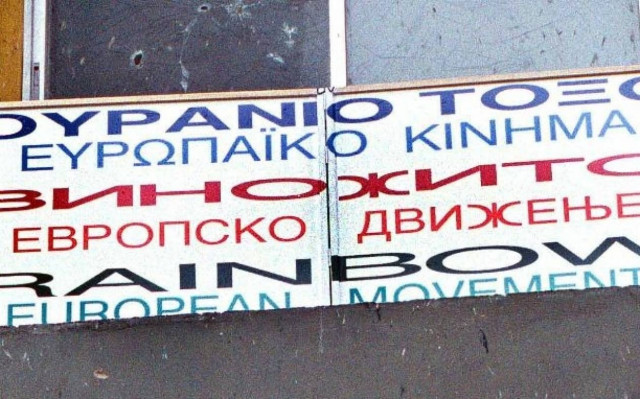 ΟΥΡΑΝΙΟ ΤΟΞΟ
ΕΥΡΩΠΑΪΚΟ ΚΙΝΗΜΑ
ВИНОЖИТО
ЕВРОПСКО ДВИЖЕЊЕ
RAINBOW
EUROPEAN MOVEMENT